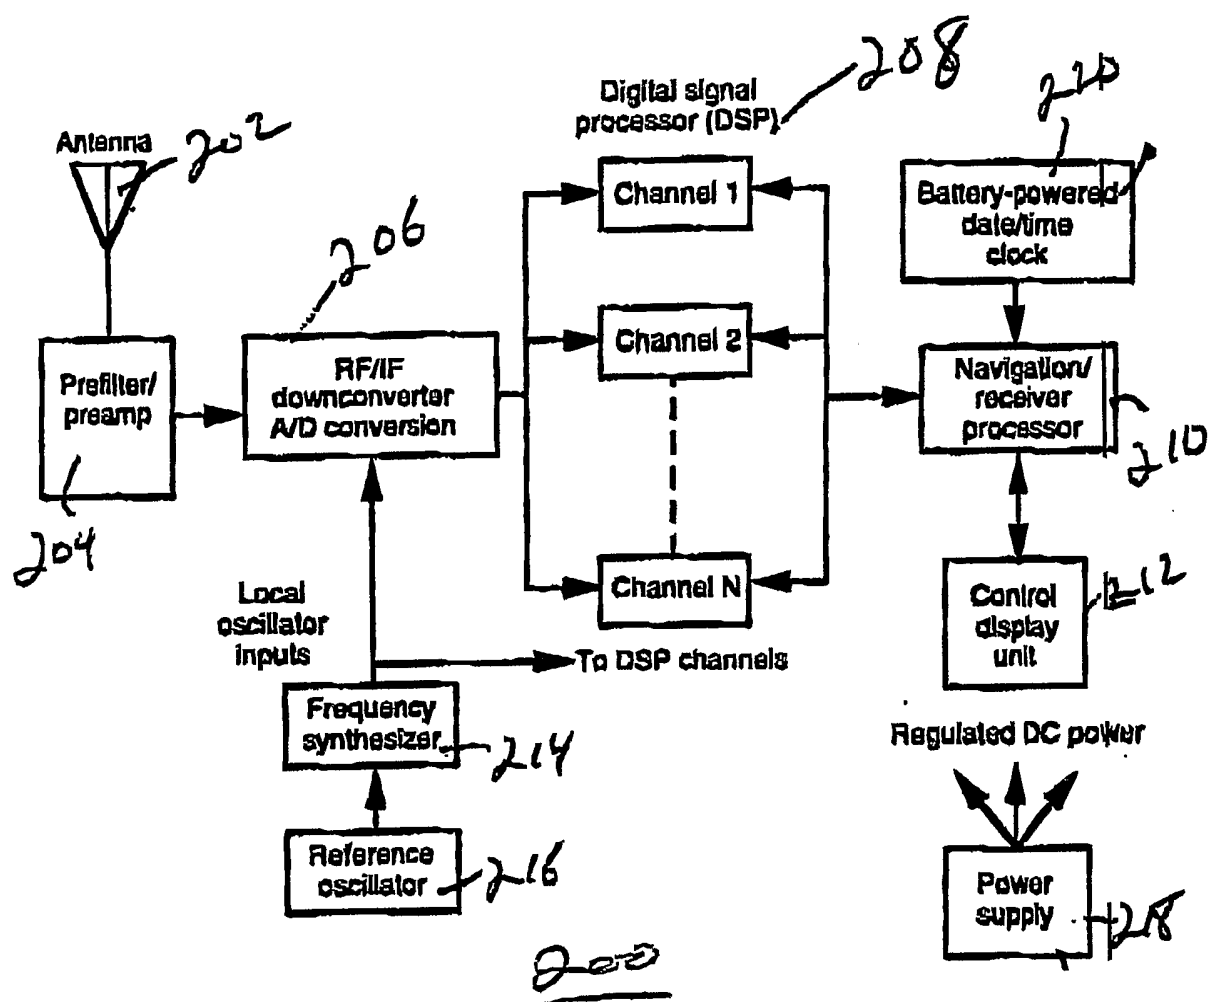 208
Digital signal
processor (DSP)
220
Antenna
202
Channel 1
Battery-powered
date/time
clock
206
Prefilter/
preamp
RF/IF
downconverter
A/D conversion
Channel 2
Navigation/
receiver
processor
210
204
Channel N
Control
display
unit
212
Local
oscillator
inputs
To DSP channels
Frequency
synthesizer
214
Regulated DC power
Reference
oscillator
216
Power
supply
218
200